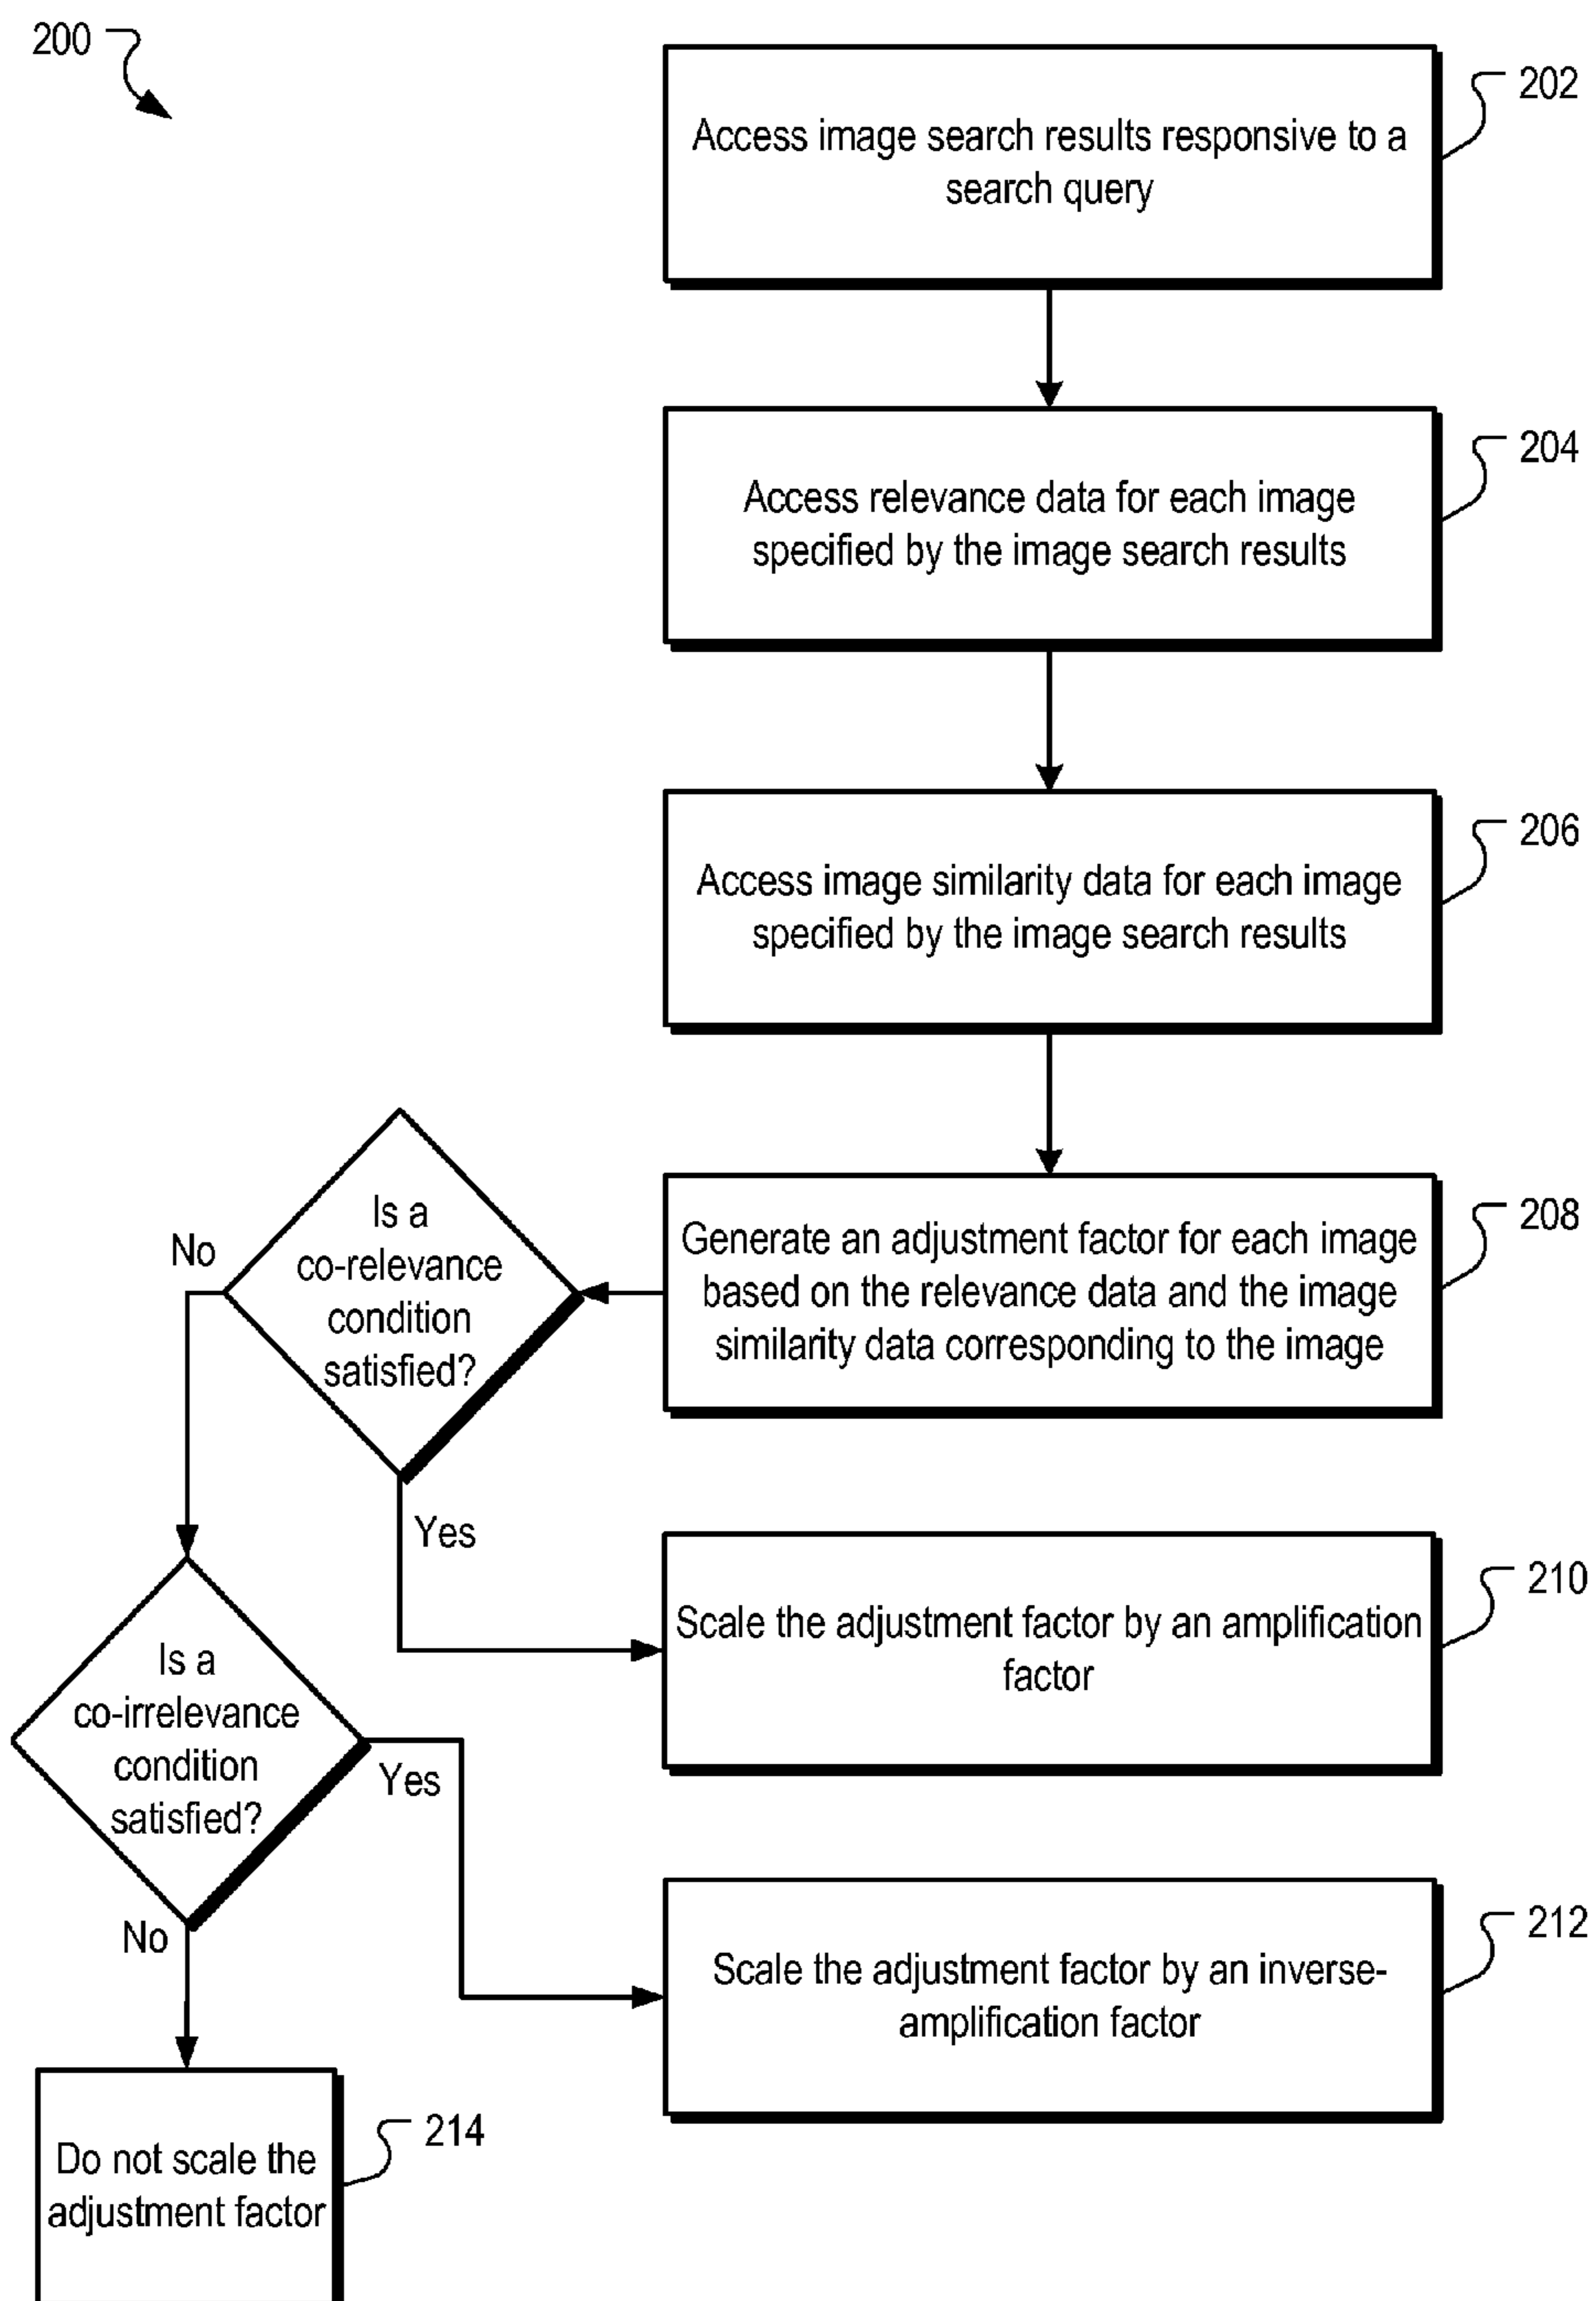 200
202
Access image search results responsive to a
search query
204
Access relevance data for each image
specified by the image search results
206
Access image similarity data for each image
specified by the image search results
208
Generate an adjustment factor for each image
based on the relevance data and the image
similarity data corresponding to the image
Is a
co-relevance
condition
satisfied?
No
Yes
210
Scale the adjustment factor by an amplification
factor
Is a
co-irrelevance
condition
satisfied?
Yes
No
212
Scale the adjustment factor by an inverse-
amplification factor
214
Do not scale the
adjustment factor